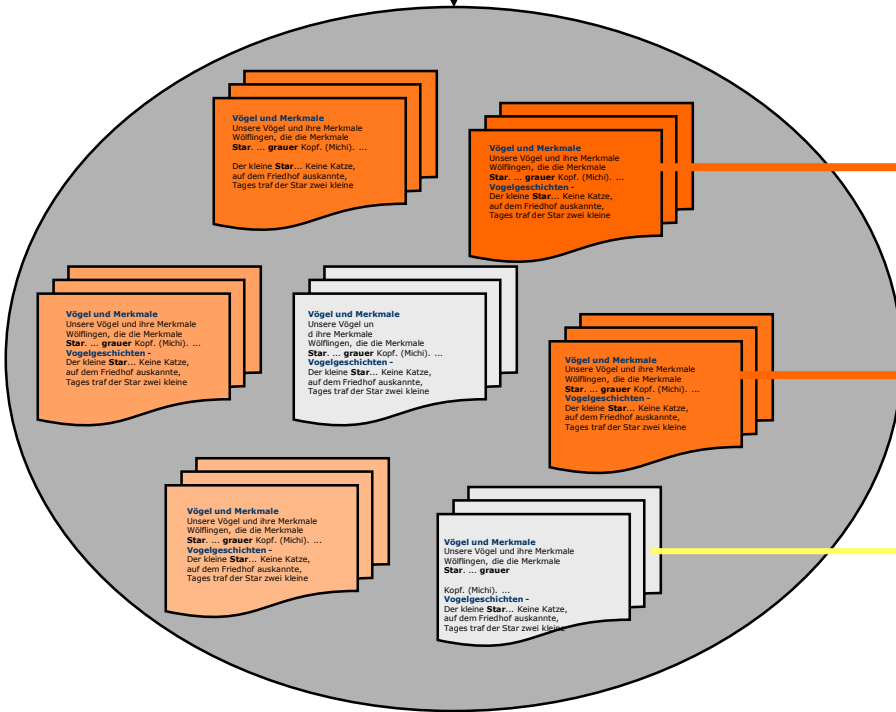 Vögel und Merkmale
Unsere Vögel und ihre Merkmale
Wölflingen, die die Merkmale
Star. ... grauer Kopf. (Michi). ...
Der kleine Star... Keine Katze,
auf dem Friedhof auskannte,
Tages traf der Star zwei kleine
Vögel und Merkmale
Unsere Vögel und ihre Merkmale
Wölflingen, die die Merkmale
Star. ... grauer Kopf. (Michi). ...
Vogelgeschichten -
Der kleine Star... Keine Katze,
auf dem Friedhof auskannte,
Tages traf der Star zwei kleine
Vögel und Merkmale
Unsere Vögel und ihre Merkmale
Wölflingen, die die Merkmale
Star. ... grauer Kopf. (Michi). ...
Vogelgeschichten -
Der kleine Star... Keine Katze,
auf dem Friedhof auskannte,
Tages traf der Star zwei kleine
Vögel und Merkmale
Unsere Vögel un
d ihre Merkmale
Wölflingen, die die Merkmale
Star. ... grauer Kopf. (Michi). ...
Vogelgeschichten -
Der kleine Star... Keine Katze,
auf dem Friedhof auskannte,
Tages traf der Star zwei kleine
Vögel und Merkmale
Unsere Vögel und ihre Merkmale
Wölflingen, die die Merkmale
Star. ... grauer Kopf. (Michi). ...
Vogelgeschichten -
Der kleine Star... Keine Katze,
auf dem Friedhof auskannte,
Tages traf der Star zwei kleine
Vögel und Merkmale
Unsere Vögel und ihre Merkmale
Wölflingen, die die Merkmale
Star. ... grauer Kopf. (Michi). ...
Vogelgeschichten -
Der kleine Star... Keine Katze,
auf dem Friedhof auskannte,
Tages traf der Star zwei kleine
Vögel und Merkmale
Unsere Vögel und ihre Merkmale
Wölflingen, die die Merkmale
Star. ... grauer
Kopf. (Michi). ...
Vogelgeschichten -
Der kleine Star... Keine Katze,
auf dem Friedhof auskannte,
Tages traf der Star zwei kleine